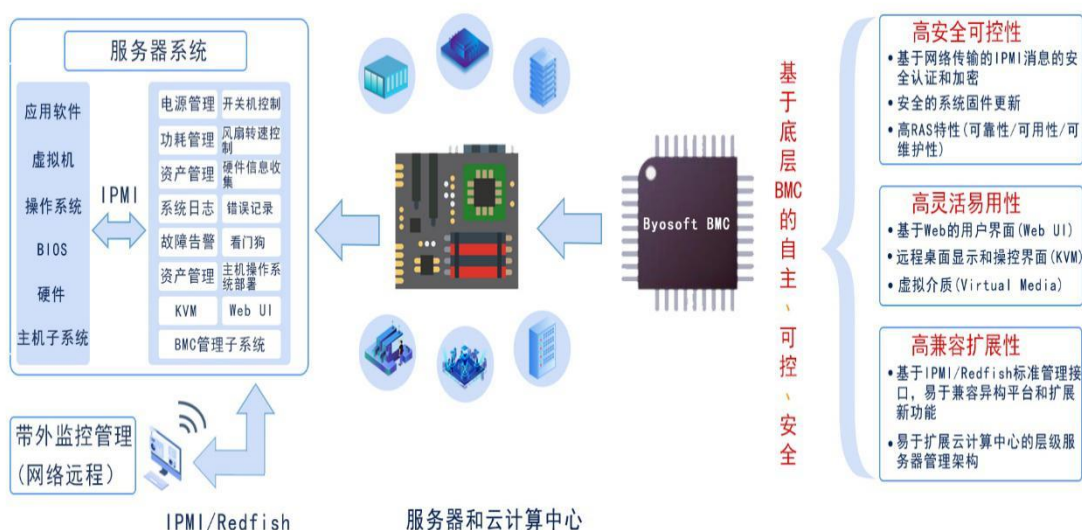 服务器系统
应用软件
虚拟机
操作系统
BIOS
硬件
主机子系统
IPMI
电源管理 开关机控制
功耗管理 风扇转速控
制
资产管理 硬件信息收
集
系统日志 错误记录
故障告警 看门狗
资产管理 主机操作系
统部署
KVM Web UI
BMC管理子系统
带外监控管理
(网络远程)
IPMI/Redfish
服务器和云计算中心
Byosoft BMC
基于底层BMC的自主、可控、安全
高安全可控性
•基于网络传输的IPMI消息的安
全认证和加密
•安全的系统固件更新
•高RAS特性(可靠性/可用性/可
维护性)
高灵活易用性
•基于Web的用户界面(Web UI)
•远程桌面显示和操控界面(KVM)
•虚拟介质(Virtual Media)
高兼容扩展性
•基于IPMI/Redfish标准管理接
口，易于兼容异构平台和扩展
新功能
•易于扩展云计算中心的层级服
务器管理架构